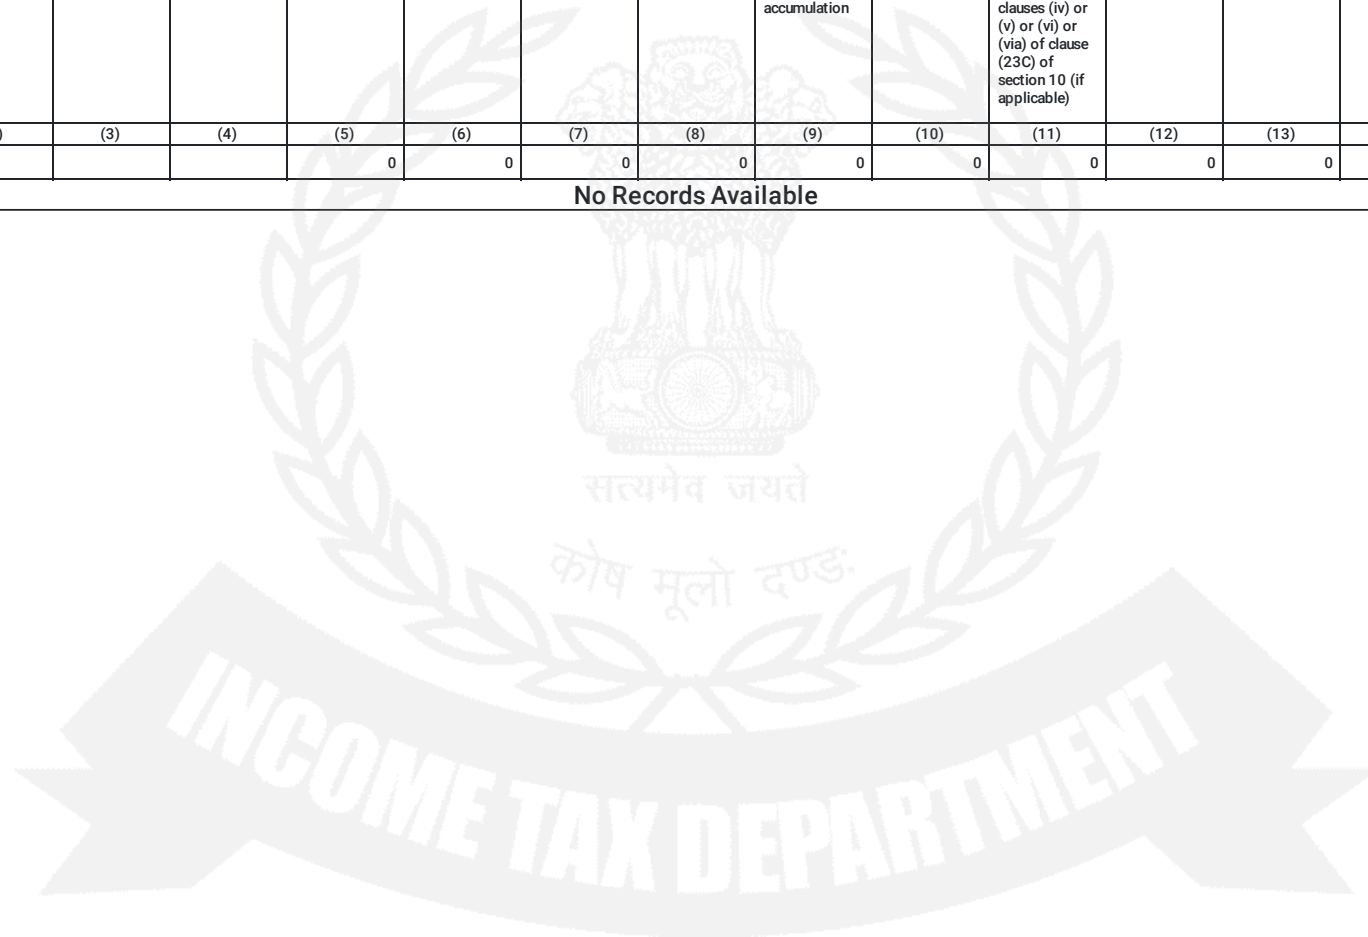 accumulation
clauses (iv) or
(v) or (vi) or
(via) of clause
(23C) of
section 10 (if
applicable)
) (3) (4) (5) (6) (7) (8) (9) (10) (11) (12) (13)
0 0 0 0 0 0 0 0 0
No Records Available
सत्यमेव जयते
कोष मूलो दण्डः
INCOME TAX DEPARTMENT